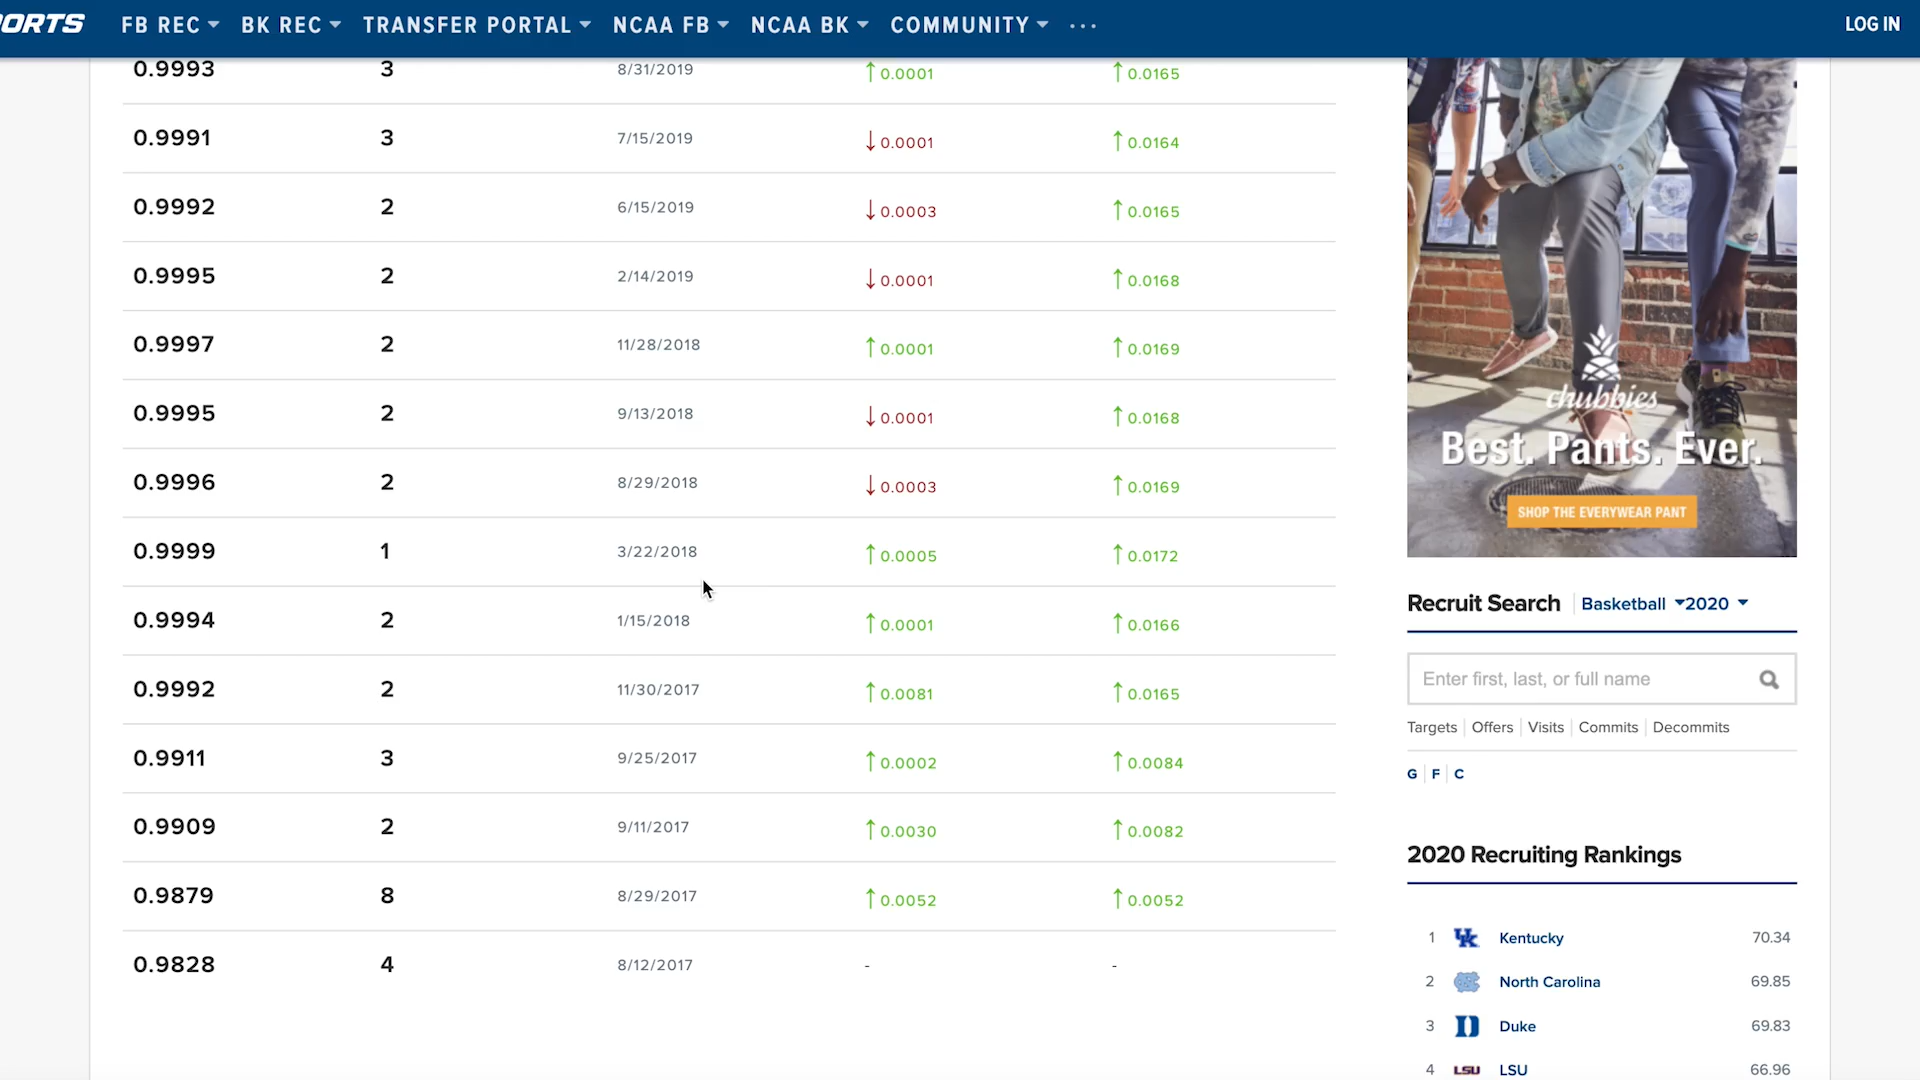 ORTS FB REC BK REC TRANSFER PORTAL NCAA FB NCAA BK COMMUNITY ... LOG IN
0.9993 3 8/31/2019 ↑0.0001 ↑0.0165
0.9991 3 7/15/2019 ↓0.0001 ↑0.0164
0.9992 2 6/15/2019 ↓0.0003 ↑0.0165
0.9995 2 2/14/2019 ↓0.0001 ↑0.0168
0.9997 2 11/28/2018 ↑0.0001 ↑0.0169
0.9995 2 9/13/2018 ↓0.0001 ↑0.0168
0.9996 2 8/29/2018 ↓0.0003 ↑0.0169
0.9999 1 3/22/2018 ↑0.0005 ↑0.0172
0.9994 2 1/15/2018 ↑0.0001 ↑0.0166
0.9992 2 11/30/2017 ↑0.0081 ↑0.0165
0.9911 3 9/25/2017 ↑0.0002 ↑0.0084
0.9909 2 9/11/2017 ↑0.0030 ↑0.0082
0.9879 8 8/29/2017 ↑0.0052 ↑0.0052
0.9828 4 8/12/2017 - -
chubbies
Best. Pants. Ever.
SHOP THE EVERYWEAR PANT
Recruit Search Basketball 2020
Enter first, last, or full name
Targets Offers Visits Commits Decommits
G F C
2020 Recruiting Rankings
1 UK Kentucky 70.34
2 North Carolina 69.85
3 D Duke 69.83
4 LSU LSU 66.96